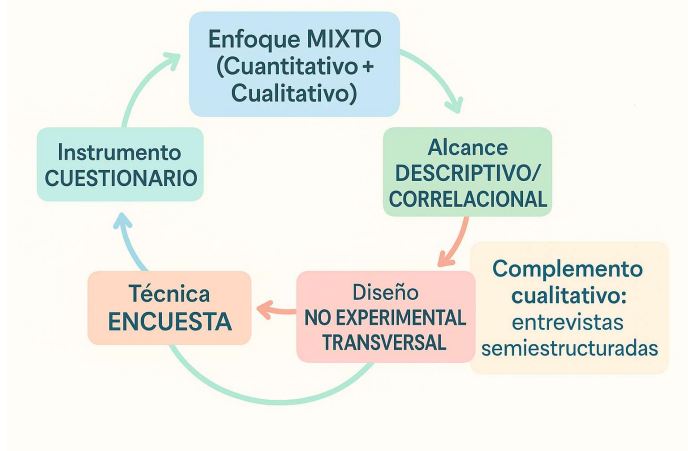 Enfoque MIXTO
(Cuantitativo +
Cualitativo)
Alcance
DESCRIPTIVO/
CORRELACIONAL
Diseño
NO EXPERIMENTAL
TRANSVERSAL
Complemento
cualitativo:
entrevistas
semiestructuradas
Técnica
ENCUESTA
Instrumento
CUESTIONARIO